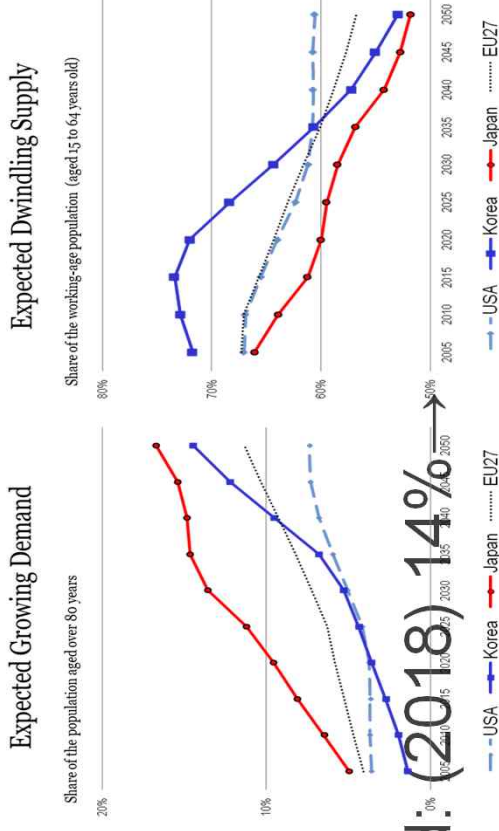 Expected Growing Demand
Share of the population aged over 80 years
20%
10%
0%
2005
2010
2015
2020
2025
2030
2035
2040
2045
2050
USA
Korea
Japan
EU27
(2018) 14%→
Expected Dwindling Supply
Share of the working-age population (aged 15 to 64 years old)
80%
70%
60%
50%
2005
2010
2015
2020
2025
2030
2035
2040
2045
2050
USA
Korea
Japan
EU27